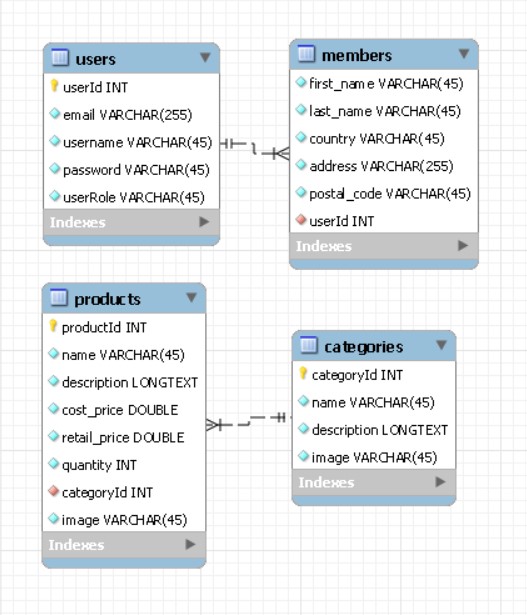 users
userId INT
email VARCHAR(255)
username VARCHAR(45)
password VARCHAR(45)
userRole VARCHAR(45)
Indexes
members
first_name VARCHAR(45)
last_name VARCHAR(45)
country VARCHAR(45)
address VARCHAR(255)
postal_code VARCHAR(45)
userId INT
Indexes
products
productId INT
name VARCHAR(45)
description LONGTEXT
cost_price DOUBLE
retail_price DOUBLE
quantity INT
categoryId INT
image VARCHAR(45)
Indexes
categories
categoryId INT
name VARCHAR(45)
description LONGTEXT
image VARCHAR(45)
Indexes